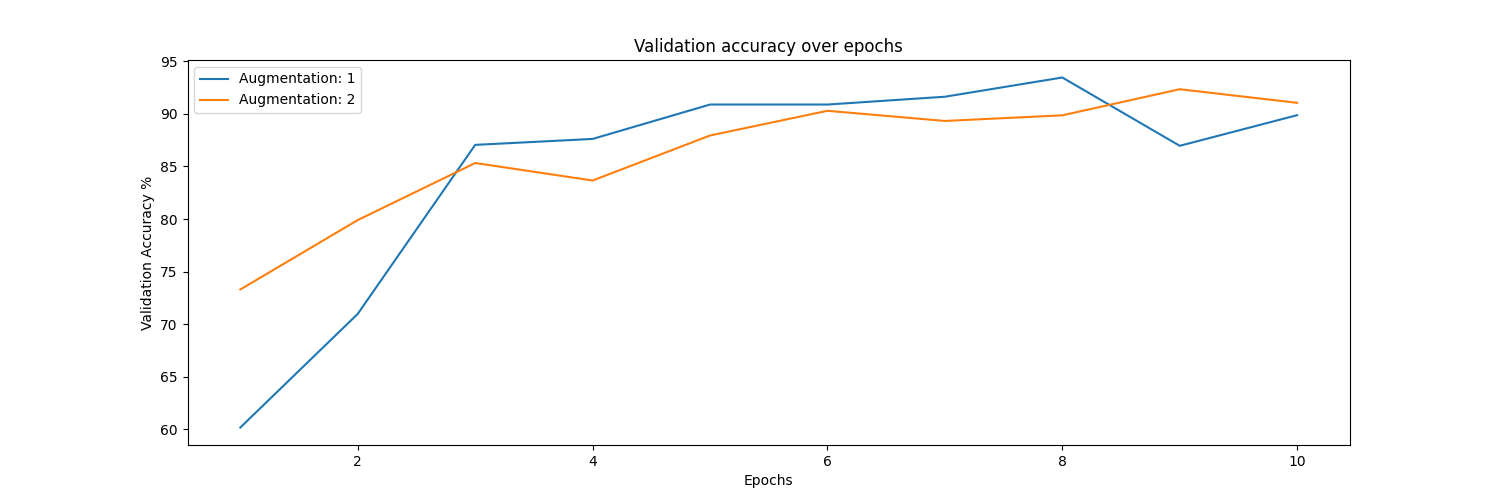 Validation accuracy over epochs
Augmentation: 1
Augmentation: 2
Validation Accuracy %
95
90
85
80
75
70
65
60
2 4 6 8 10
Epochs